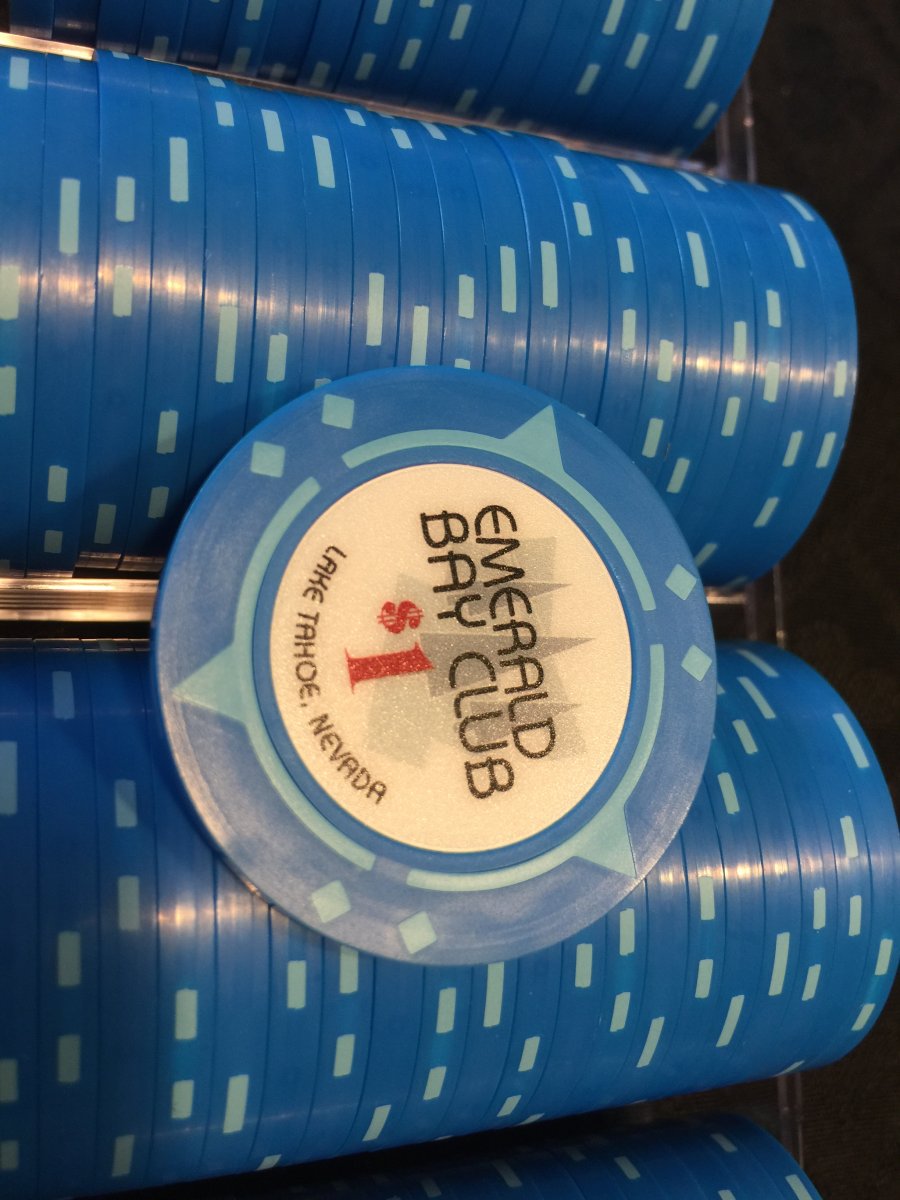 EMERALD
BAY CLUB
$1
LAKE TAHOE, NEVADA